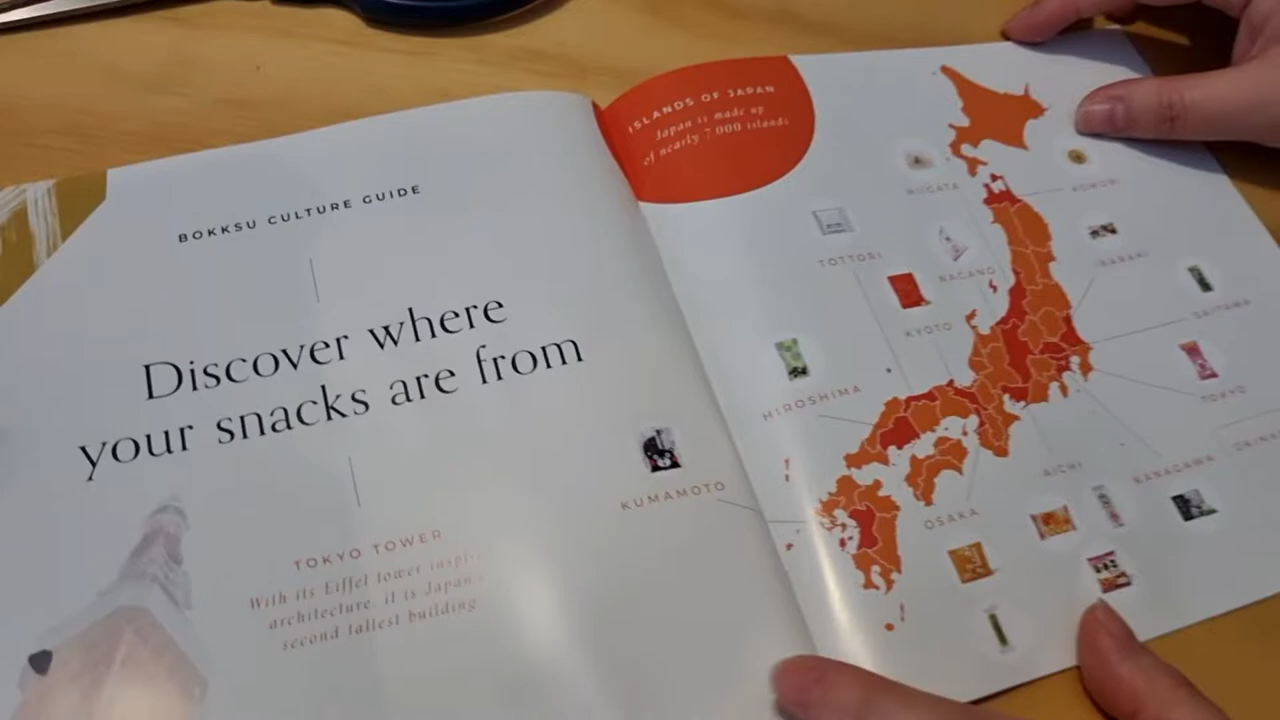 BOKKSU CULTURE GUIDE
Discover where
your snacks are from
TOKYO TOWER
With its Eiffel tower
architecture, it is Japan
second tallest building
ISLANDS OF JAPAN
Japan is made up
of nearly 7 000 islands
NIIGATA
TOTTORI
NAGANO
IBARAKI
SAITAMA
KYOTO
HIROSHIMA
TOKYO
KUMAMOTO
AICHI
KANAGAWA
OSAKA